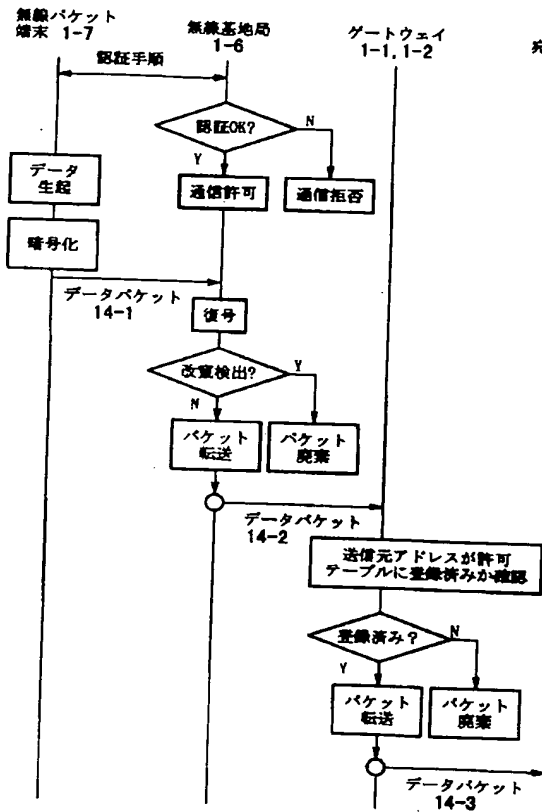 無線パケット
端末 1-7
無線基地局
1-6
ゲートウェイ
1-1, 1-2
宛
認証手順
認証OK?
N
Y
データ
生起
通信許可
通信拒否
暗号化
データパケット
14-1
復号
改竄検出?
Y
N
パケット
転送
パケット
廃棄
データパケット
14-2
送信元アドレスが許可
テーブルに登録済みか確認
登録済み?
N
Y
パケット
転送
パケット
廃棄
データパケット
14-3